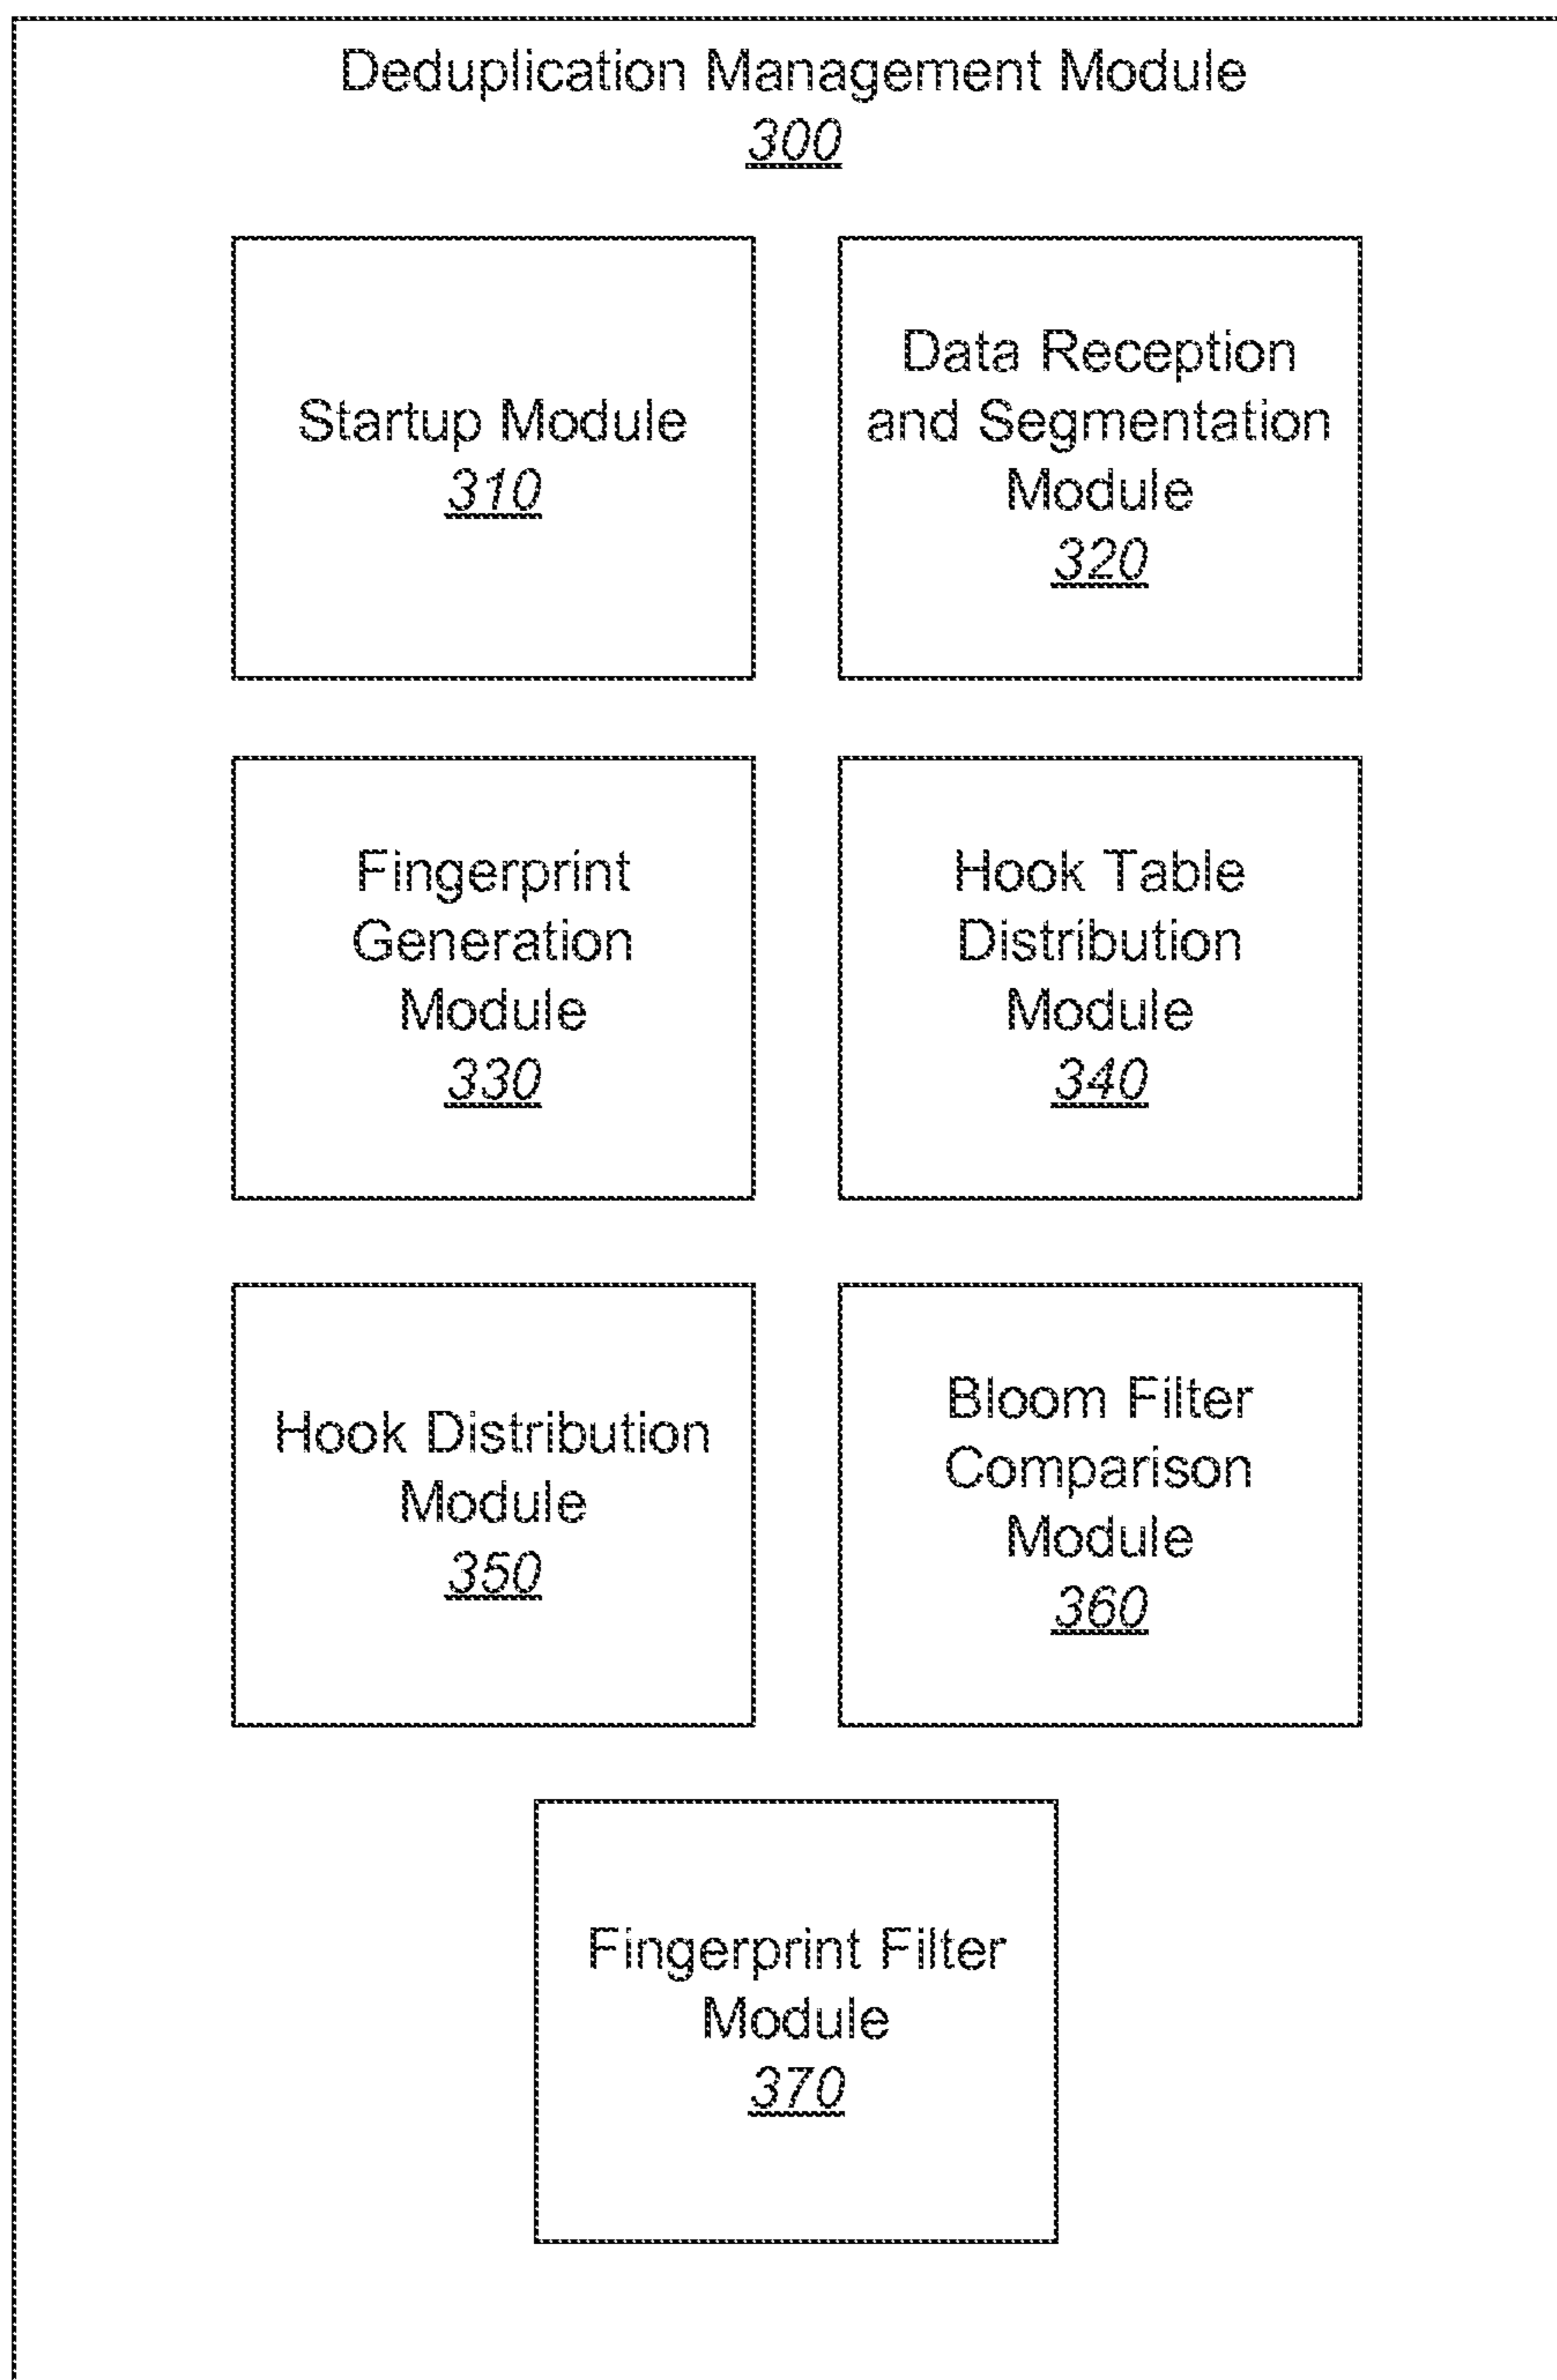 Deduplication Management Module
300
Startup Module
310
Data Reception
and Segmentation
Module
320
Fingerprint
Generation
Module
330
Hook Table
Distribution
Module
340
Hook Distribution
Module
350
Bloom Filter
Comparison
Module
360
Fingerprint Filter
Module
370